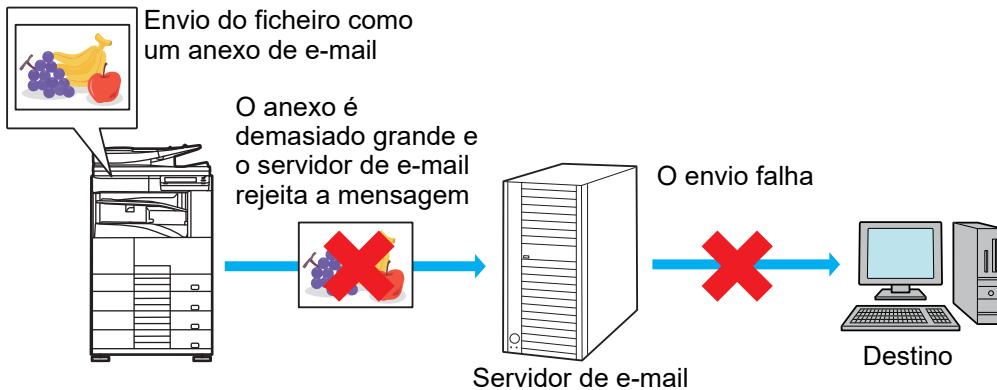 Envio do ficheiro como
um anexo de e-mail
O anexo é
demasiado grande e
o servidor de e-mail
rejeita a mensagem
O envio falha
Servidor de e-mail
Destino